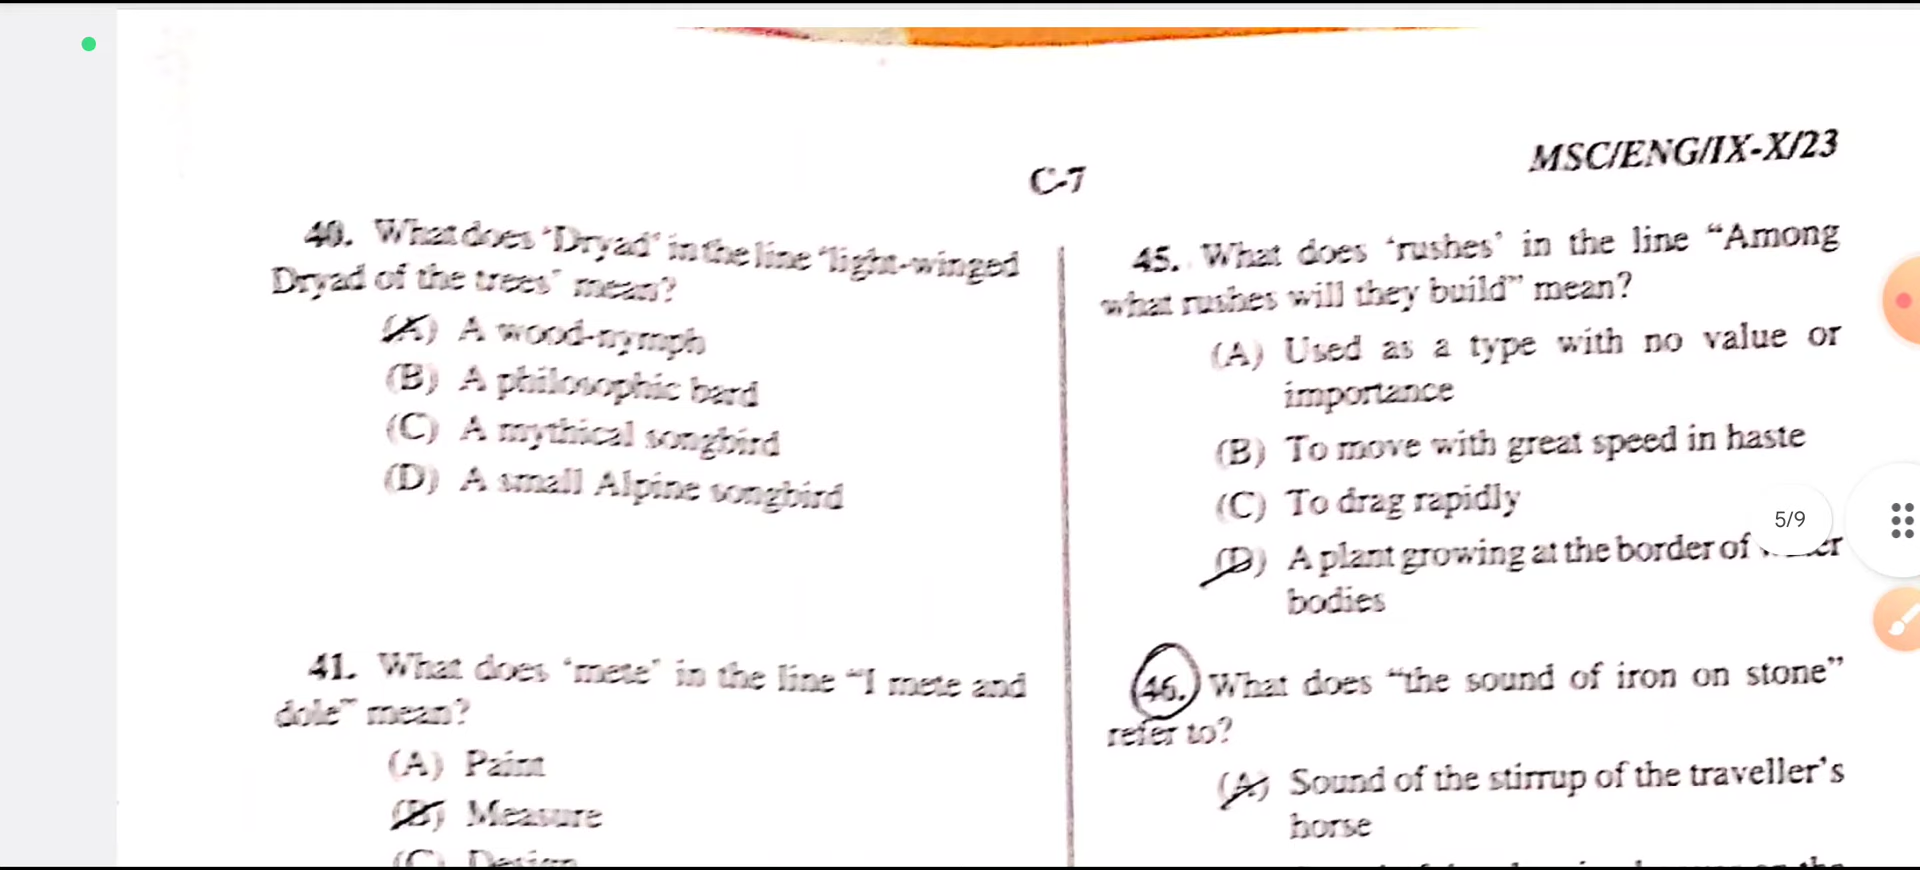 MSC/ENG/IX-X/23
C-7
40. What does 'Dryad' in the line 'light-winged
Dryad of the trees' mean?
(A) A wood-nymph
(B) A philosophic bard
(C) A mythical songbird
(D) A small Alpine songbird
41. What does 'mete' in the line "I mete and
dole" mean?
(A) Paint
(B) Measure
(C) Design
45. What does 'rushes' in the line "Among
what rushes will they build" mean?
(A) Used as a type with no value or
importance
(B) To move with great speed in haste
(C) To drag rapidly
(D) A plant growing at the border of
bodies
46. What does "the sound of iron on stone"
refer to?
(A) Sound of the stirrup of the traveller's
horse
5/9